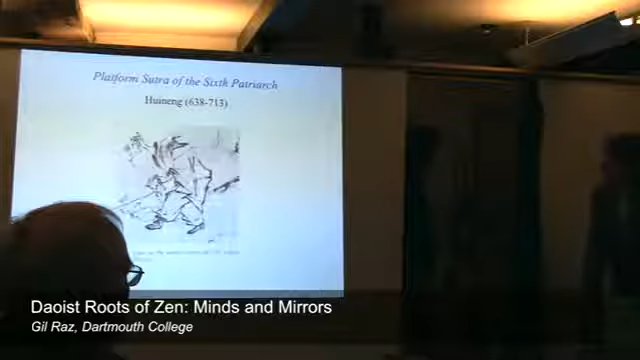 Platform Sutra of the Sixth Patriarch
Huineng (638-713)
Daoist Roots of Zen: Minds and Mirrors
Gil Raz, Dartmouth College